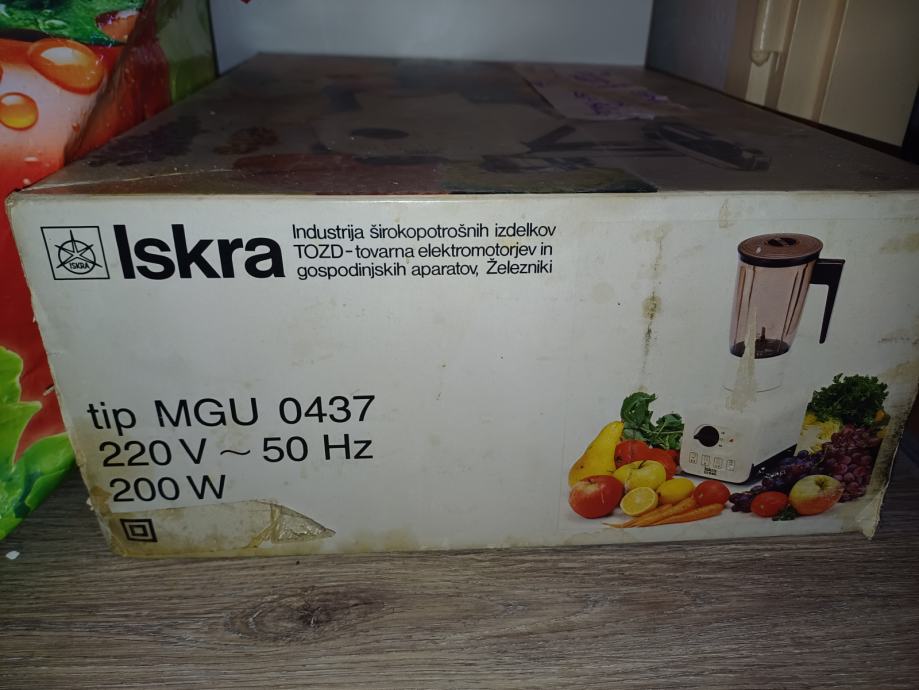 ISKRA
Iskra
Industrija širokopotrošnih izdelkov
TOZD-tovarna elektromotorjev in
gospodinjskih aparatov, Železniki
tip MGU 0437
220 V ~ 50 Hz
200 W